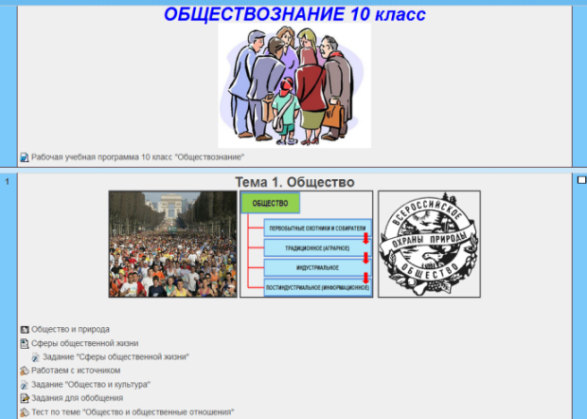 ОБЩЕСТВОЗНАНИЕ 10 класс
Рабочая учебная программа 10 класс "Обществознание"
1
Тема 1. Общество
ОБЩЕСТВО
ПЕРВОБЫТНЫЕ ОХОТНИКИ И СОБИРАТЕЛИ
ТРАДИЦИОННОЕ (АГРАРНОЕ)
ИНДУСТРИАЛЬНОЕ
ПОСТИНДУСТРИАЛЬНОЕ (ИНФОРМАЦИОННОЕ)
ВСЕРОССИЙСКОЕ
ОХРАНЫ ПРИРОДЫ
ОБЩЕСТВО
Общество и природа
Сферы общественной жизни
Задание "Сферы общественной жизни"
Работаем с источником
Задание "Общество и культура"
Задания для обобщения
Тест по теме "Общество и общественные отношения"